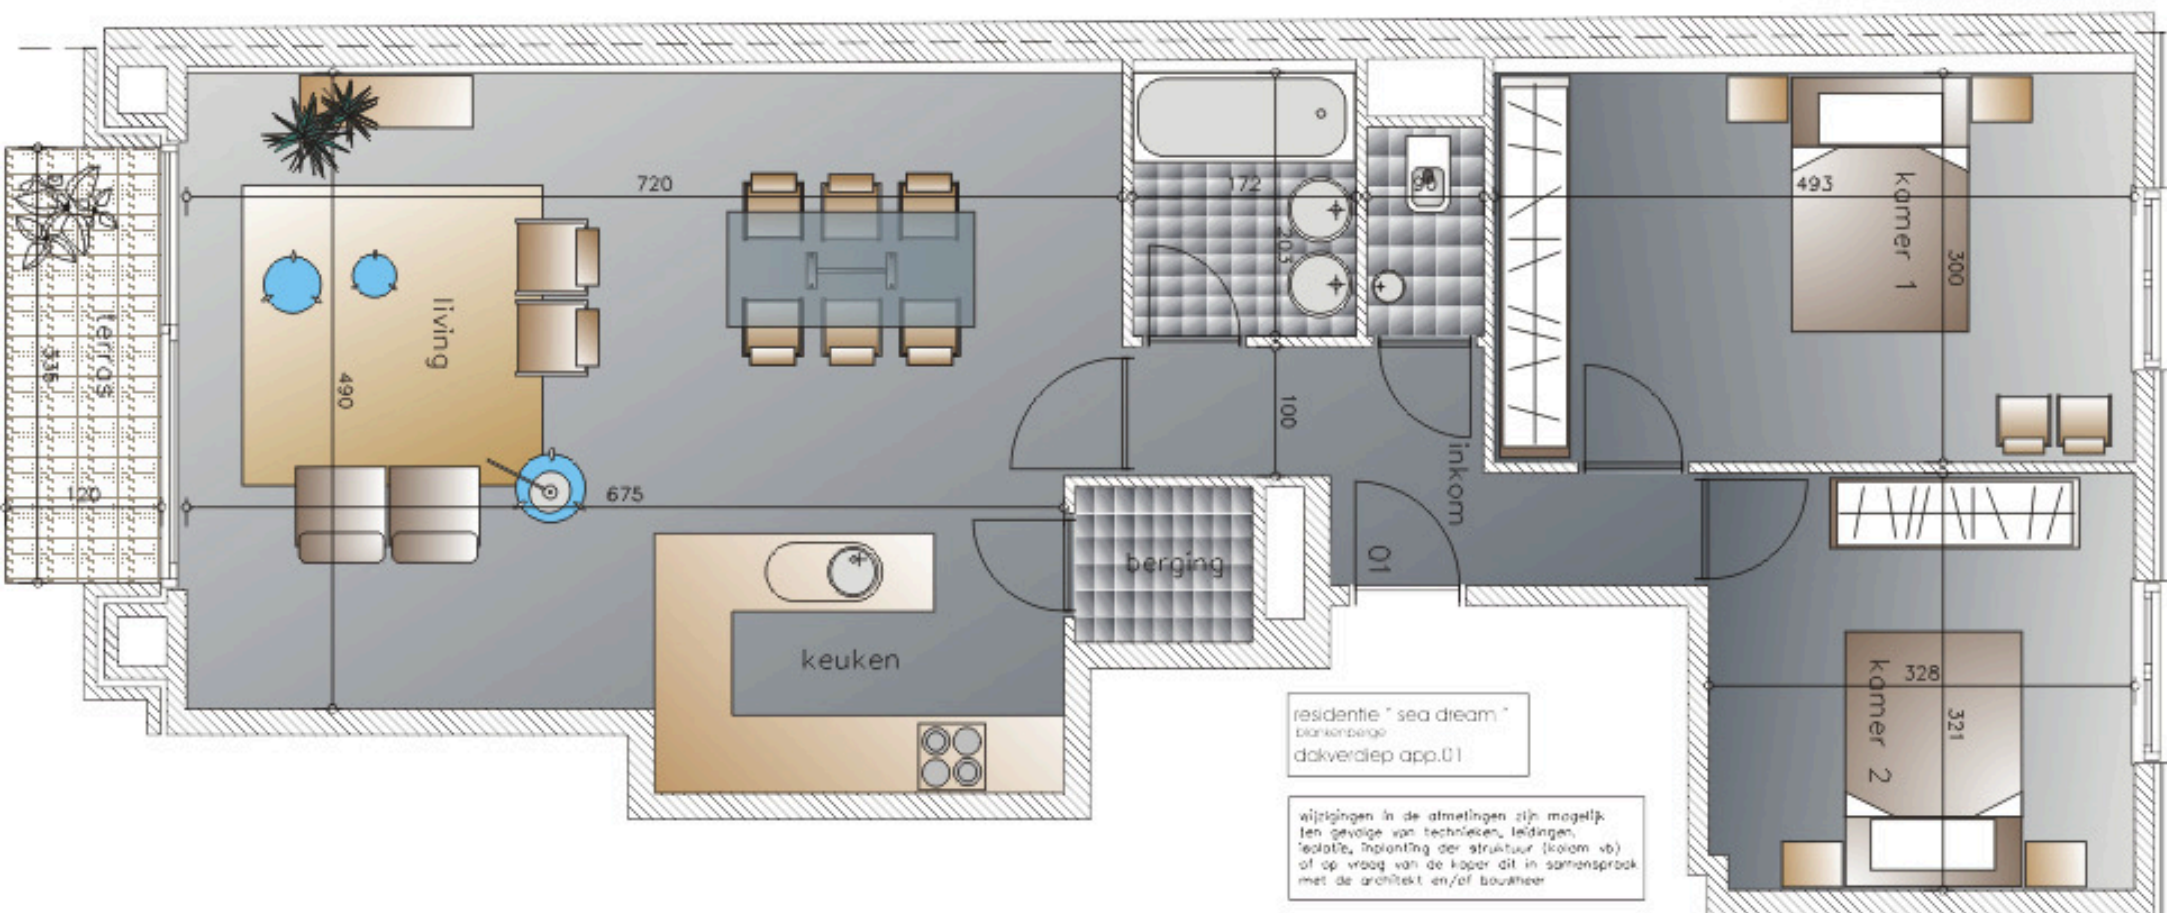 720
172
90
493
kamer 1
300
203
living
terras
335
490
100
inkom
120
675
01
berging
keuken
328
kamer 2
321
residentie " sea dream "
blankenberge
dakverdiep app.01
wijzigingen in de afmetingen zijn mogelijk
ten gevolge van technieken, leidingen,
isolatie, inplanting der struktuur (kolom vb)
of op vraag van de koper dit in samenspraak
met de architekt en/of bouwheer